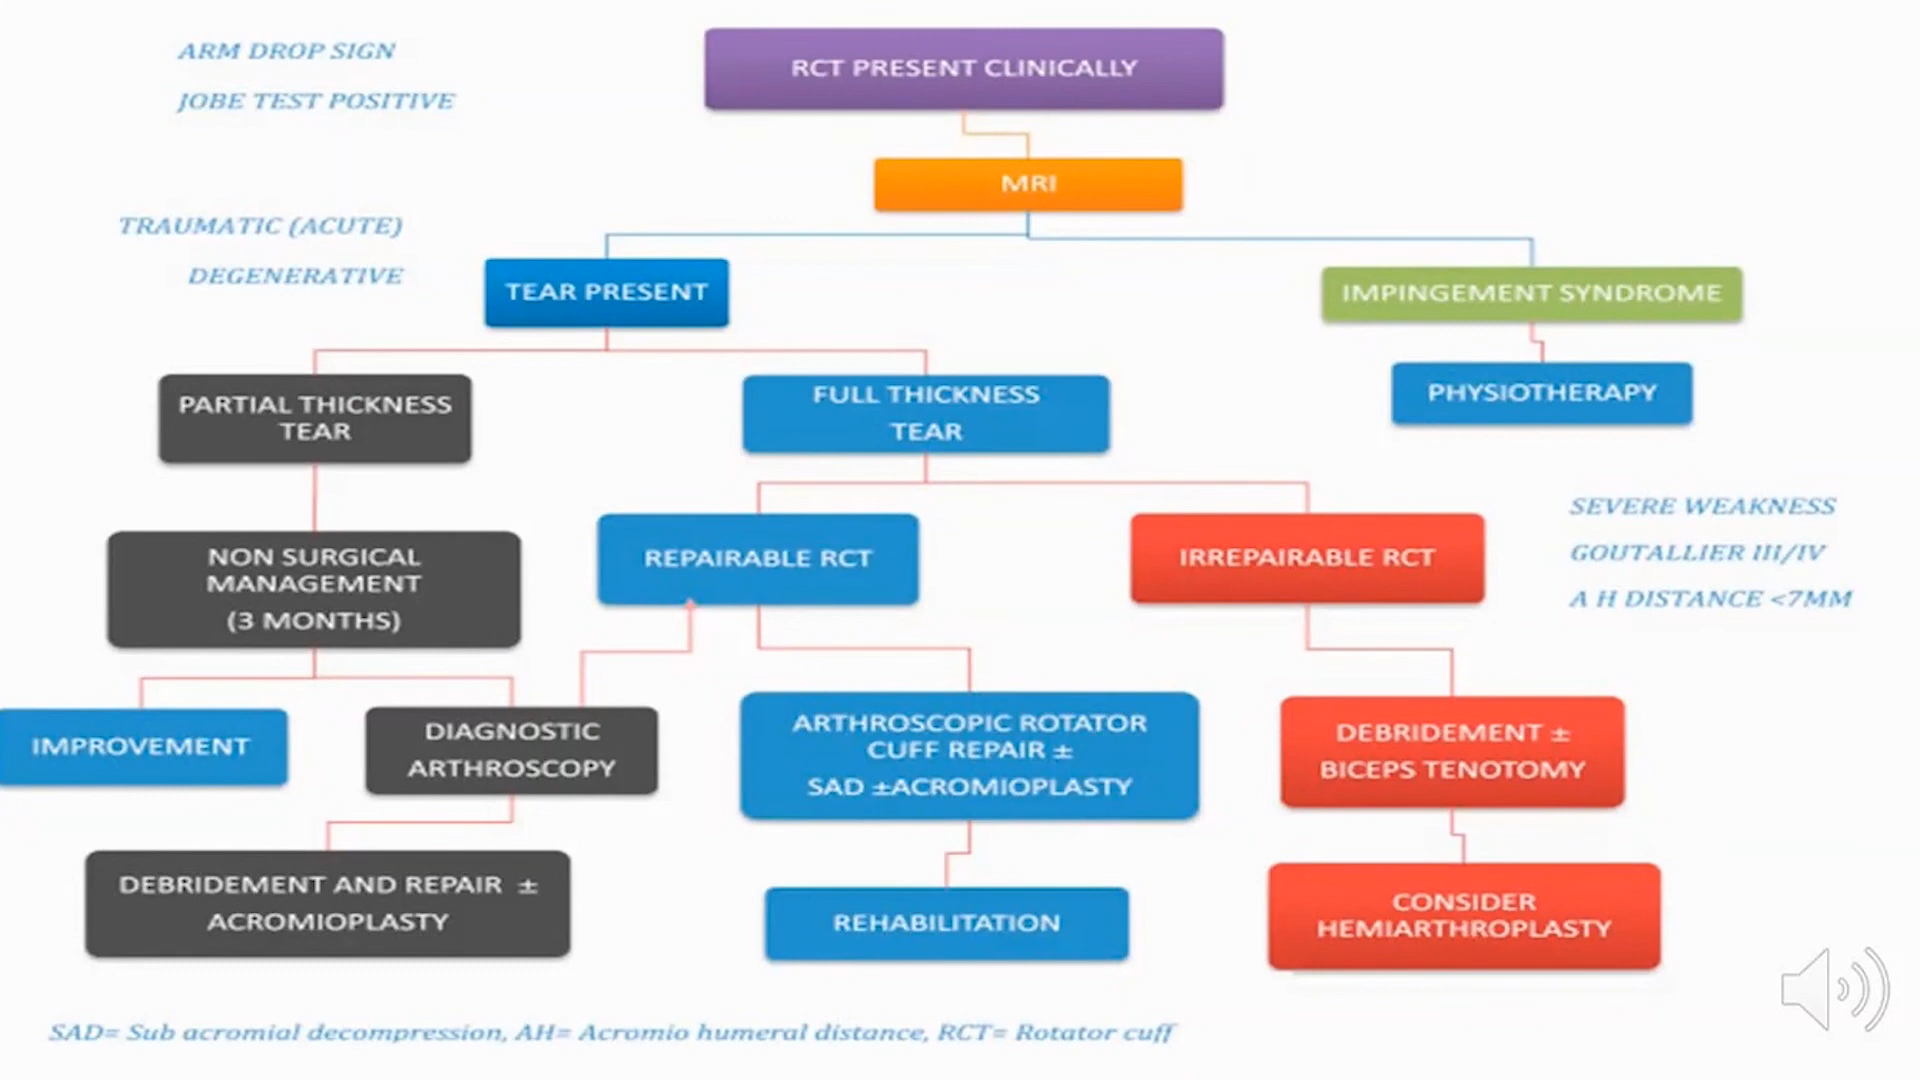 ARM DROP SIGN
JOBE TEST POSITIVE
RCT PRESENT CLINICALLY
MRI
TRAUMATIC (ACUTE)
DEGENERATIVE
TEAR PRESENT
IMPINGEMENT SYNDROME
PHYSIOTHERAPY
PARTIAL THICKNESS
TEAR
FULL THICKNESS
TEAR
NON SURGICAL
MANAGEMENT
(3 MONTHS)
REPAIRABLE RCT
IRREPAIRABLE RCT
SEVERE WEAKNESS
GOUTALLIER III/IV
A H DISTANCE <7MM
IMPROVEMENT
DIAGNOSTIC
ARTHROSCOPY
ARTHROSCOPIC ROTATOR
CUFF REPAIR ±
SAD ±ACROMIOPLASTY
DEBRIDEMENT ±
BICEPS TENOTOMY
DEBRIDEMENT AND REPAIR ±
ACROMIOPLASTY
REHABILITATION
CONSIDER
HEMIARTHROPLASTY
SAD= Sub acromial decompression, AH= Acromio humeral distance, RCT= Rotator cuff